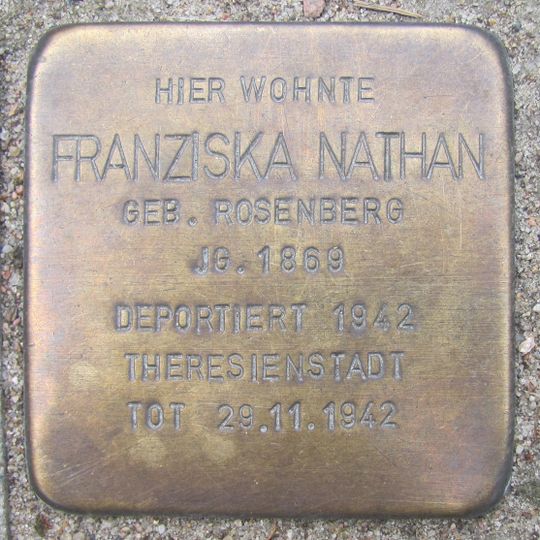 HIER WOHNTE
FRANZISKA NATHAN
GEB. ROSENBERG
JG. 1869
DEPORTIERT 1942
THERESIENSTADT
TOT 29.11.1942